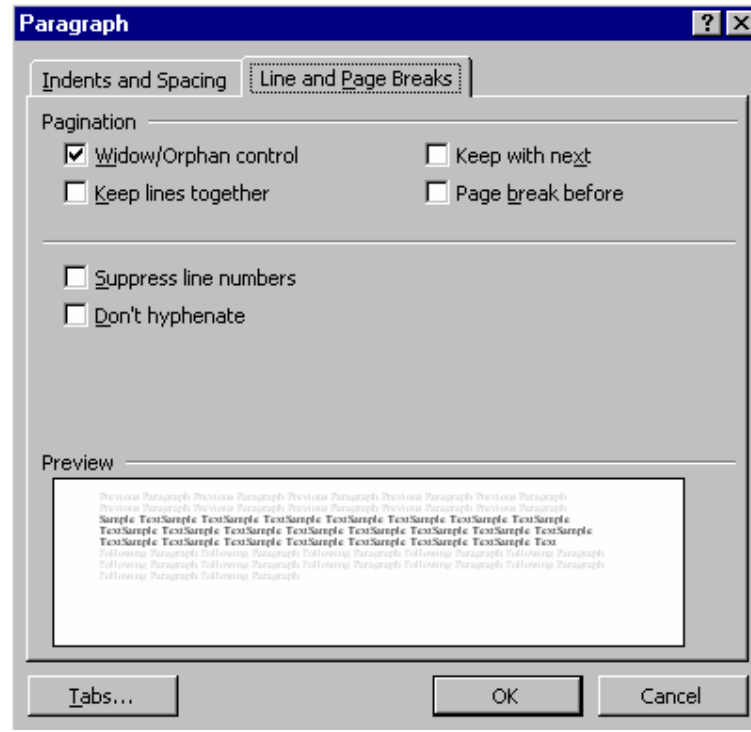 Paragraph
Indents and Spacing Line and Page Breaks
Pagination
Widow/Orphan control Keep with next
Keep lines together Page break before
Suppress line numbers
Don't hyphenate
Preview
Previous Paragraph Previous Paragraph Previous Paragraph Previous Paragraph Previous Paragraph
Previous Paragraph Previous Paragraph Previous Paragraph Previous Paragraph Previous Paragraph
Sample TextSample TextSample TextSample TextSample TextSample TextSample TextSample
TextSample TextSample TextSample TextSample TextSample TextSample TextSample TextSample
TextSample TextSample TextSample TextSample TextSample TextSample TextSample Text
Following Paragraph Following Paragraph Following Paragraph Following Paragraph Following Paragraph
Following Paragraph Following Paragraph Following Paragraph Following Paragraph Following Paragraph
Following Paragraph Following Paragraph
Tabs... OK Cancel